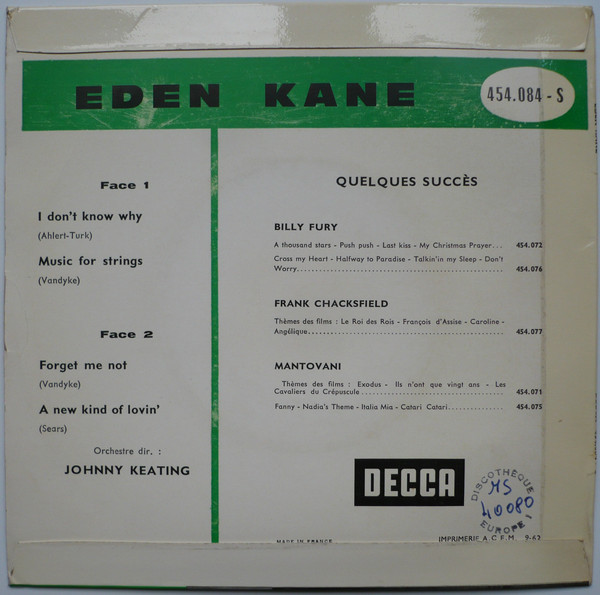 EDEN KANE
454.084 - S
Face 1
I don't know why
(Ahlert-Turk)
Music for strings
(Vandyke)
Face 2
Forget me not
(Vandyke)
A new kind of lovin'
(Sears)
Orchestre dir. :
JOHNNY KEATING
QUELQUES SUCCÈS
BILLY FURY
A thousand stars - Push push - Last kiss - My Christmas Prayer... 454.072
Cross my Heart - Halfway to Paradise - Talkin'in my Sleep - Don't
Worry............ 454.076
FRANK CHACKSFIELD
Thèmes des films : Le Roi des Rois - François d'Assise - Caroline -
Angélique............ 454.077
MANTOVANI
Thèmes des films : Exodus - Ils n'ont que vingt ans - Les
Cavaliers du Crépuscule............ 454.071
Fanny - Nadia's Theme - Italia Mia - Catari Catari............ 454.075
DECCA
DISCOTHÈQUE
MS
40080
EUROPE 1
MADE IN FRANCE
IMPRIMERIE A.C.E.M. 9-62